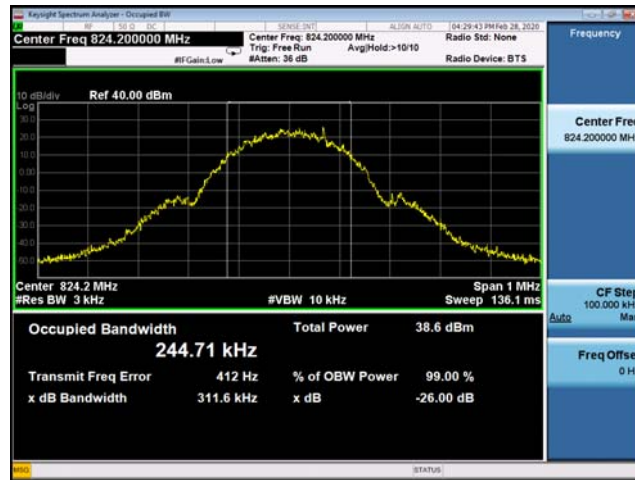 Keysight Spectrum Analyzer - Occupied BW
RF 50 Ω DC SENSE:INT ALIGN AUTO 04:29:43 PM Feb 28, 2020
Center Freq 824.200000 MHz
Center Freq: 824.200000 MHz
Radio Std: None
Trig: Free Run Avg|Hold:>10/10
#IFGain:Low #Atten: 36 dB Radio Device: BTS
10 dB/div Ref 40.00 dBm
Log
30.0
20.0
10.0
0.00
-10.0
-20.0
-30.0
-40.0
-50.0
Center 824.2 MHz Span 1 MHz
#Res BW 3 kHz #VBW 10 kHz Sweep 136.1 ms
Occupied Bandwidth Total Power 38.6 dBm
244.71 kHz
Transmit Freq Error 412 Hz % of OBW Power 99.00 %
x dB Bandwidth 311.6 kHz x dB -26.00 dB
MSG STATUS
Frequency
Center Fre
824.200000 MH
CF Step
100.000 kH
Auto Ma
Freq Offse
0 H